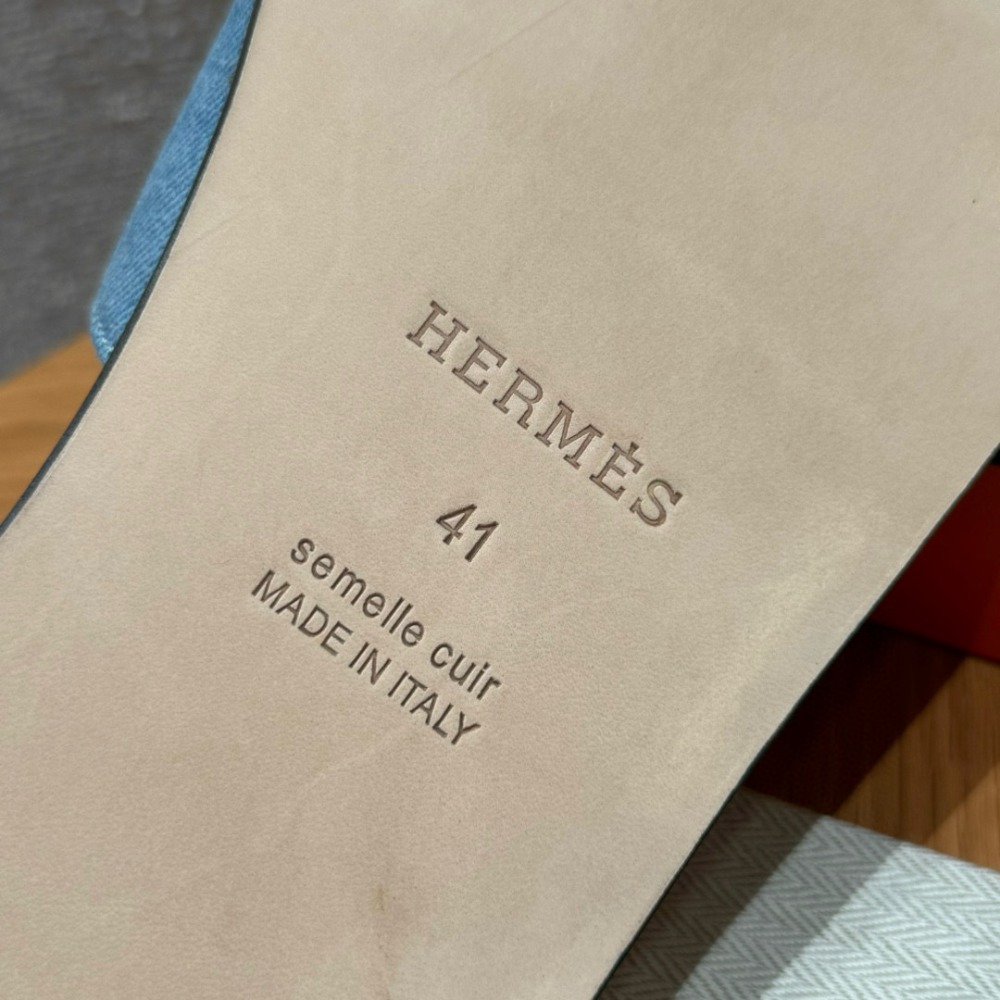 HERMÈS
41
semelle cuir
MADE IN ITALY